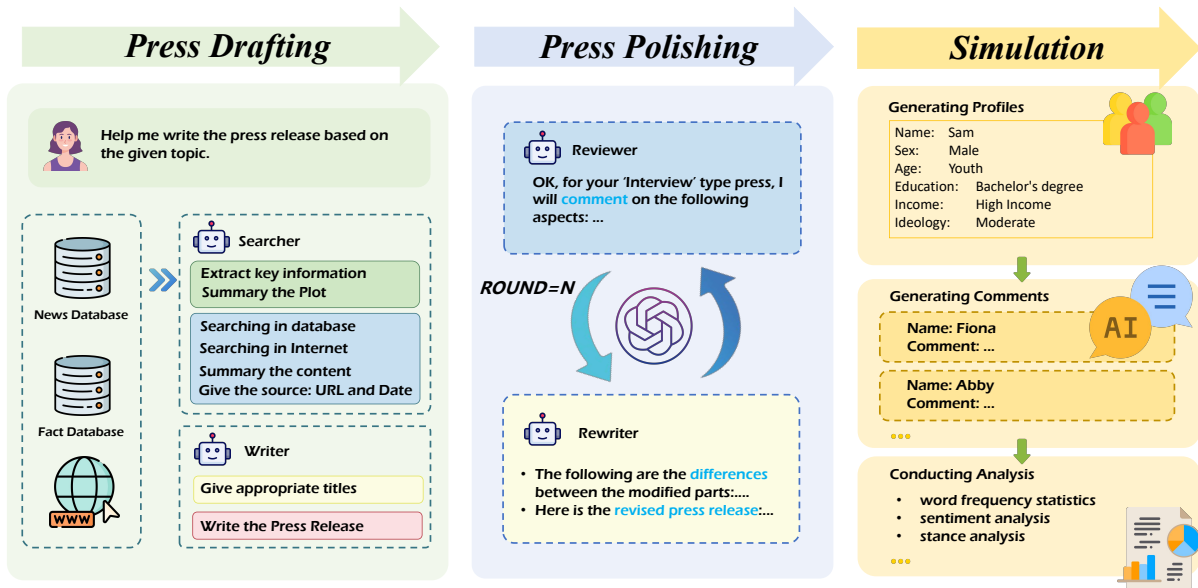 Press Drafting
Help me write the press release based on
the given topic.
News Database
Fact Database
WWW
Searcher
Extract key information
Summary the Plot
Searching in database
Searching in Internet
Summary the content
Give the source: URL and Date
Writer
Give appropriate titles
Write the Press Release
Press Polishing
Reviewer
OK, for your ‘Interview’ type press, I
will comment on the following
aspects: ...
ROUND=N
Rewriter
• The following are the differences
between the modified parts:....
• Here is the revised press release:...
Simulation
Generating Profiles
Name: Sam
Sex: Male
Age: Youth
Education: Bachelor's degree
Income: High Income
Ideology: Moderate
Generating Comments
AI
Name: Fiona
Comment: ...
Name: Abby
Comment: ...
Conducting Analysis
• word frequency statistics
• sentiment analysis
• stance analysis